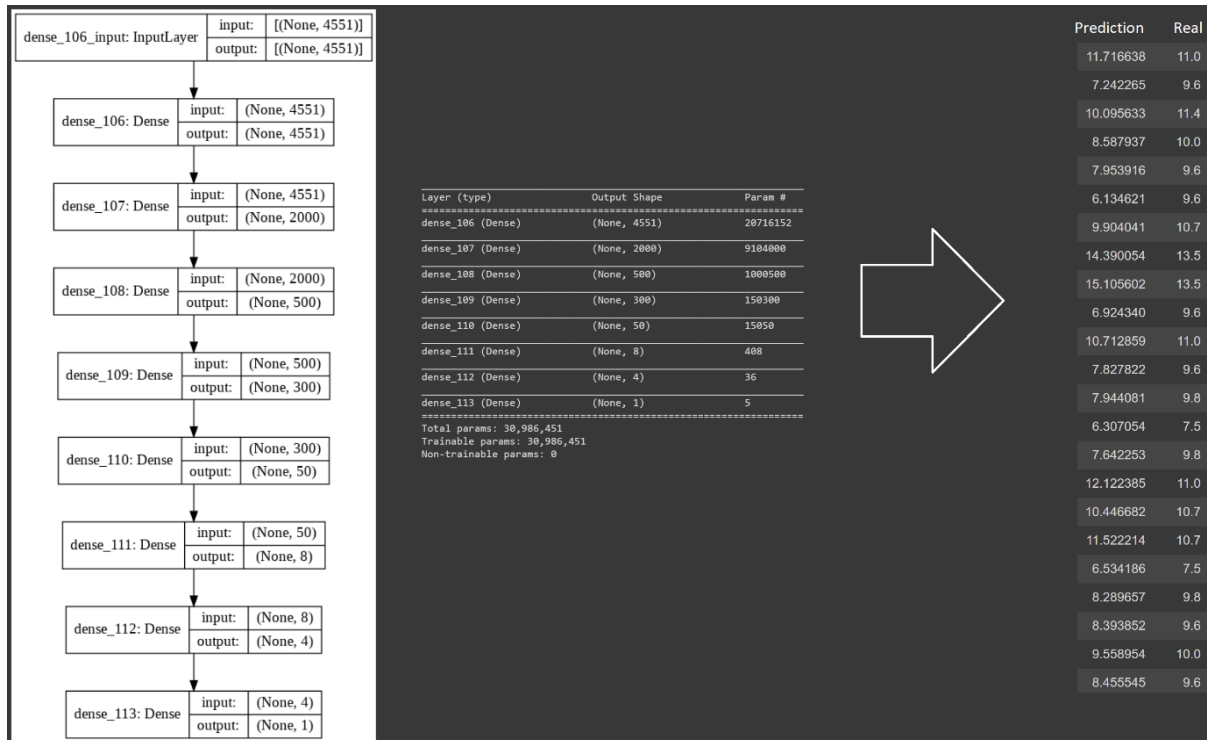 dense_106_input: InputLayer input: [(None, 4551)]
output: [(None, 4551)]
dense_106: Dense input: (None, 4551)
output: (None, 4551)
dense_107: Dense input: (None, 4551)
output: (None, 2000)
dense_108: Dense input: (None, 2000)
output: (None, 500)
dense_109: Dense input: (None, 500)
output: (None, 300)
dense_110: Dense input: (None, 300)
output: (None, 50)
dense_111: Dense input: (None, 50)
output: (None, 8)
dense_112: Dense input: (None, 8)
output: (None, 4)
dense_113: Dense input: (None, 4)
output: (None, 1)
Layer (type) Output Shape Param #
dense_106 (Dense) (None, 4551) 20716152
dense_107 (Dense) (None, 2000) 9104000
dense_108 (Dense) (None, 500) 1000500
dense_109 (Dense) (None, 300) 150300
dense_110 (Dense) (None, 50) 15050
dense_111 (Dense) (None, 8) 408
dense_112 (Dense) (None, 4) 36
dense_113 (Dense) (None, 1) 5
Total params: 30,986,451
Trainable params: 30,986,451
Non-trainable params: 0
Prediction Real
11.716638 11.0
7.242265 9.6
10.095633 11.4
8.587937 10.0
7.953916 9.6
6.134621 9.6
9.904041 10.7
14.390054 13.5
15.105602 13.5
6.924340 9.6
10.712859 11.0
7.827822 9.6
7.944081 9.8
6.307054 7.5
7.642253 9.8
12.122385 11.0
10.446682 10.7
11.522214 10.7
6.534186 7.5
8.289657 9.8
8.393852 9.6
9.558954 10.0
8.455545 9.6